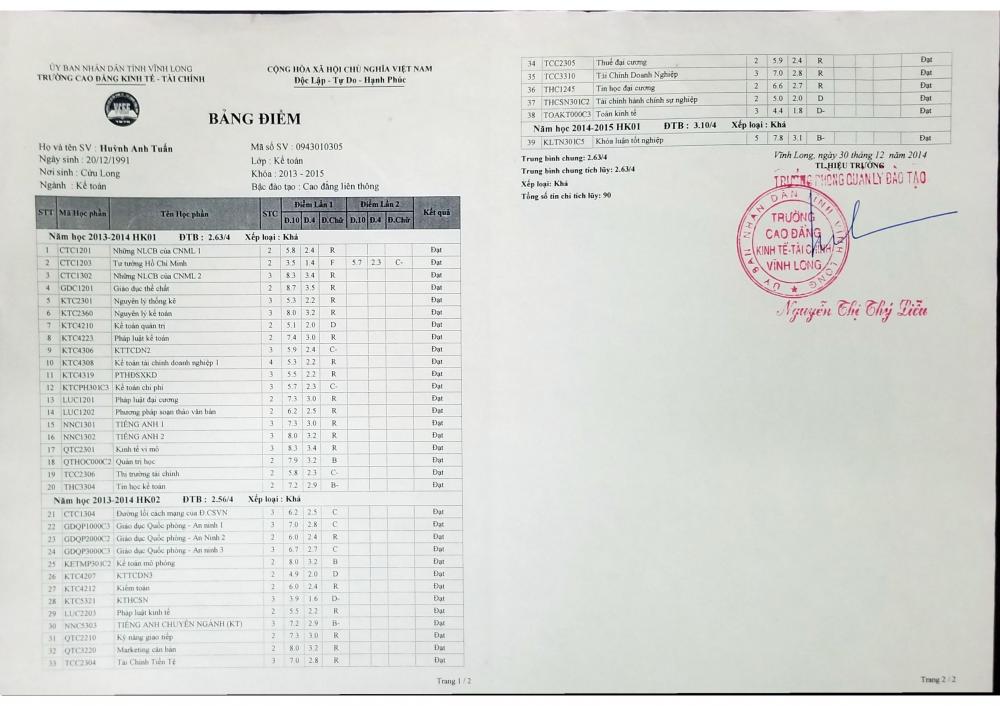 ỦY BAN NHÂN DÂN TỈNH VĨNH LONG
TRƯỜNG CAO ĐẲNG KINH TẾ - TÀI CHÍNH
CỘNG HÒA XÃ HỘI CHỦ NGHĨA VIỆT NAM
Độc Lập - Tự Do - Hạnh Phúc
BẢNG ĐIỂM
Họ và tên SV : Huỳnh Anh Tuấn
Mã số SV : 0943010305
Ngày sinh : 20/12/1991
Lớp : Kế toán
Nơi sinh : Cửu Long
Khóa : 2013 - 2015
Ngành : Kế toán
Bậc đào tạo : Cao đẳng liên thông
STT Mã Học phần Tên Học phần STC Điểm Lần 1 Điểm Lần 2 Kết quả
Đ.10 Đ.4 Đ.Chữ Đ.10 Đ.4 Đ.Chữ
Năm học 2013-2014 HK01 ĐTB : 2.63/4 Xếp loại : Khá
1 CTC1201 Những NLCB của CNML 1 2 5.8 2.4 R Đạt
2 CTC1203 Tư tưởng Hồ Chí Minh 2 3.5 1.4 F 5.7 2.3 C- Đạt
3 CTC1302 Những NLCB của CNML 2 3 8.3 3.4 R Đạt
4 GDC1201 Giáo dục thể chất 2 8.7 3.5 R Đạt
5 KTC2301 Nguyên lý thống kê 3 5.3 2.2 R Đạt
6 KTC2360 Nguyên lý kế toán 3 8.0 3.2 R Đạt
7 KTC4210 Kế toán quản trị 2 5.1 2.0 D Đạt
8 KTC4223 Pháp luật kế toán 2 7.4 3.0 R Đạt
9 KTC4306 KTTCDN2 3 5.9 2.4 C- Đạt
10 KTC4308 Kế toán tài chính doanh nghiệp 1 4 5.3 2.2 R Đạt
11 KTC4319 PTHĐSXKD 3 5.5 2.2 R Đạt
12 KTCPH301C3 Kế toán chi phí 3 5.7 2.3 C- Đạt
13 LUC1201 Pháp luật đại cương 2 7.3 3.0 R Đạt
14 LUC1202 Phương pháp soạn thảo văn bản 2 6.2 2.5 R Đạt
15 NNC1301 TIẾNG ANH 1 3 7.3 3.0 R Đạt
16 NNC1302 TIẾNG ANH 2 3 8.0 3.2 R Đạt
17 QTC2301 Kinh tế vi mô 3 8.3 3.4 R Đạt
18 QTHOC000C2 Quản trị học 2 7.9 3.2 B Đạt
19 TCC2306 Thị trường tài chính 2 5.8 2.3 C- Đạt
20 THC3304 Tin học kế toán 2 7.2 2.9 B- Đạt
Năm học 2013-2014 HK02 ĐTB : 2.56/4 Xếp loại : Khá
21 CTC1304 Đường lối cách mạng của Đ.CSVN 3 6.2 2.5 C Đạt
22 GDQP1000C3 Giáo dục Quốc phòng - An ninh 1 3 7.0 2.8 C Đạt
23 GDQP2000C2 Giáo dục Quốc phòng - An Ninh 2 2 6.0 2.4 R Đạt
24 GDQP3000C3 Giáo dục Quốc phòng - An ninh 3 3 6.7 2.7 C Đạt
25 KETMP301C2 Kế toán mô phỏng 2 8.0 3.2 B Đạt
26 KTC4207 KTTCDN3 2 4.9 2.0 D Đạt
27 KTC4212 Kiểm toán 2 6.0 2.4 R Đạt
28 KTC5321 KTHCSN 3 3.9 1.6 D- Đạt
29 LUC2203 Pháp luật kinh tế 2 5.5 2.2 R Đạt
30 NNC5303 TIẾNG ANH CHUYÊN NGÀNH (KT) 3 7.2 2.9 B- Đạt
31 QTC2210 Kỹ năng giao tiếp 2 7.3 3.0 R Đạt
32 QTC3220 Marketing căn bản 2 8.0 3.2 R Đạt
33 TCC2304 Tài Chính Tiền Tệ 3 7.0 2.8 R Đạt
Trang 1 / 2
34 TCC2305 Thuế đại cương 2 5.9 2.4 R Đạt
35 TCC3310 Tài Chính Doanh Nghiệp 3 7.0 2.8 R Đạt
36 THC1245 Tin học đại cương 2 6.6 2.7 R Đạt
37 THCSN301C2 Tài chính hành chính sự nghiệp 2 5.0 2.0 D Đạt
38 TOAKT000C3 Toán kinh tế 3 4.4 1.8 D- Đạt
Năm học 2014-2015 HK01 ĐTB : 3.10/4 Xếp loại : Khá
39 KLTN301C5 Khóa luận tốt nghiệp 5 7.8 3.1 B- Đạt
Trung bình chung: 2.63/4
Trung bình chung tích lũy: 2.63/4
Xếp loại: Khá
Tổng số tín chỉ tích lũy: 90
Vĩnh Long, ngày 30 tháng 12 năm 2014
TL.HIỆU TRƯỞNG
TRƯỞNG PHÒNG QUẢN LÝ ĐÀO TẠO
ỦY BAN NHÂN DÂN TỈNH VĨNH LONG
TRƯỜNG
CAO ĐẲNG
KINH TẾ-TÀI CHÍNH
VĨNH LONG
Nguyễn Thị Thý Liễu
Trang 2 / 2